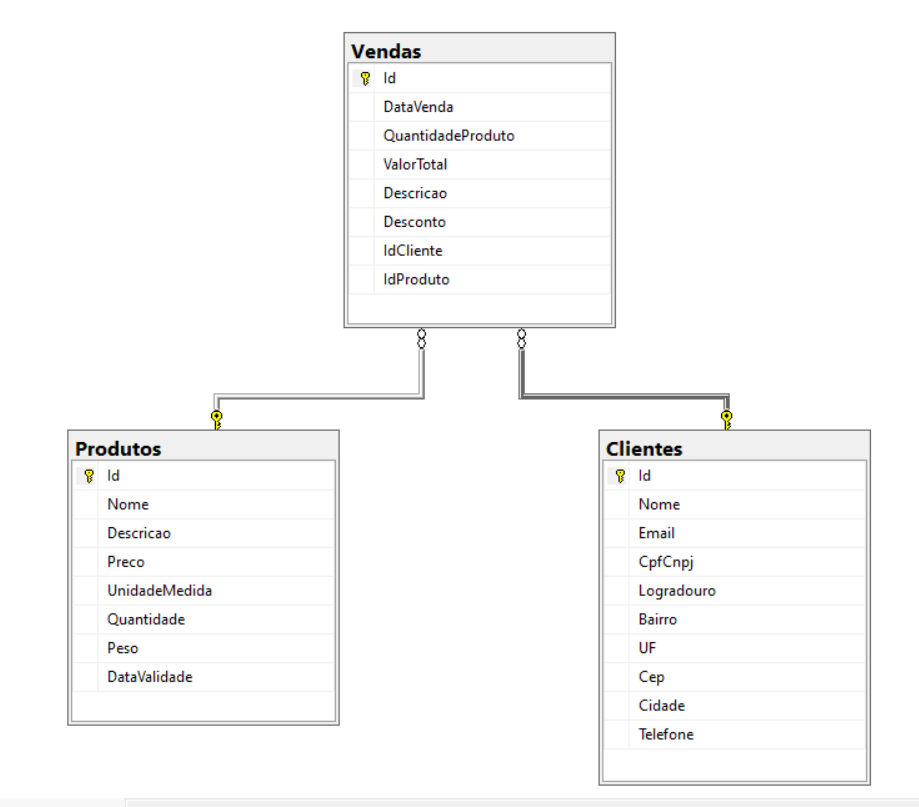 Vendas
Id
DataVenda
QuantidadeProduto
ValorTotal
Descricao
Desconto
IdCliente
IdProduto
Produtos
Id
Nome
Descricao
Preco
UnidadeMedida
Quantidade
Peso
DataValidade
Clientes
Id
Nome
Email
CpfCnpj
Logradouro
Bairro
UF
Cep
Cidade
Telefone